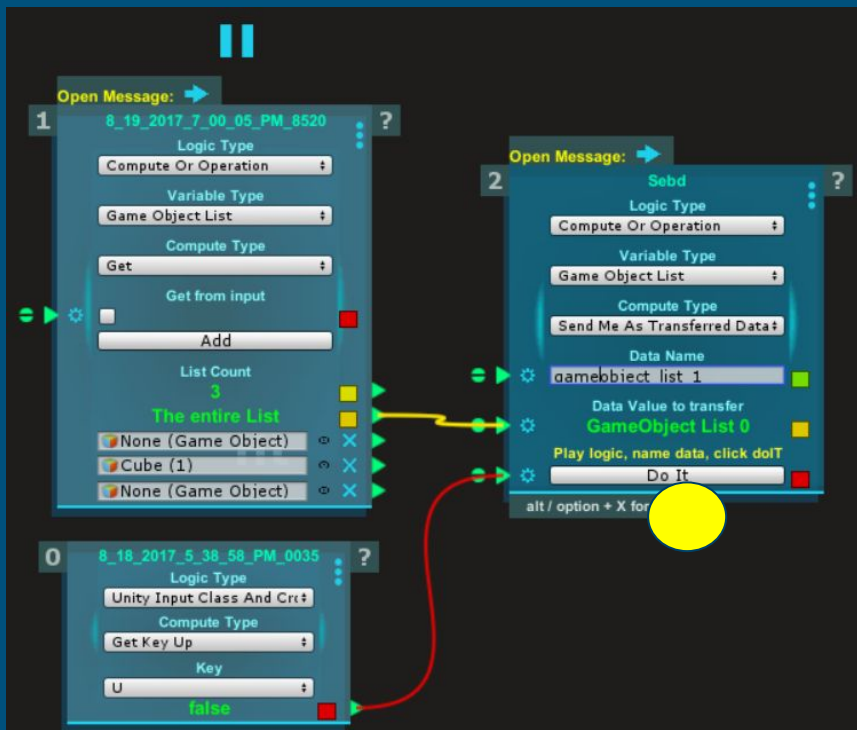 Open Message:
1
8_19_2017_7_00_05_PM_8520
?
Logic Type
Compute Or Operation
Variable Type
Game Object List
Compute Type
Get
Get from input
Add
List Count
3
The entire List
None (Game Object)
Cube (1)
None (Game Object)
Open Message:
2
Sebd
?
Logic Type
Compute Or Operation
Variable Type
Game Object List
Compute Type
Send Me As Transferred Data
Data Name
gameobject list 1
Data Value to transfer
GameObject List 0
Play logic, name data, click doIT
Do It
alt / option + X for
0
8_18_2017_5_38_58_PM_0035
?
Logic Type
Unity Input Class And Cro
Compute Type
Get Key Up
Key
U
false